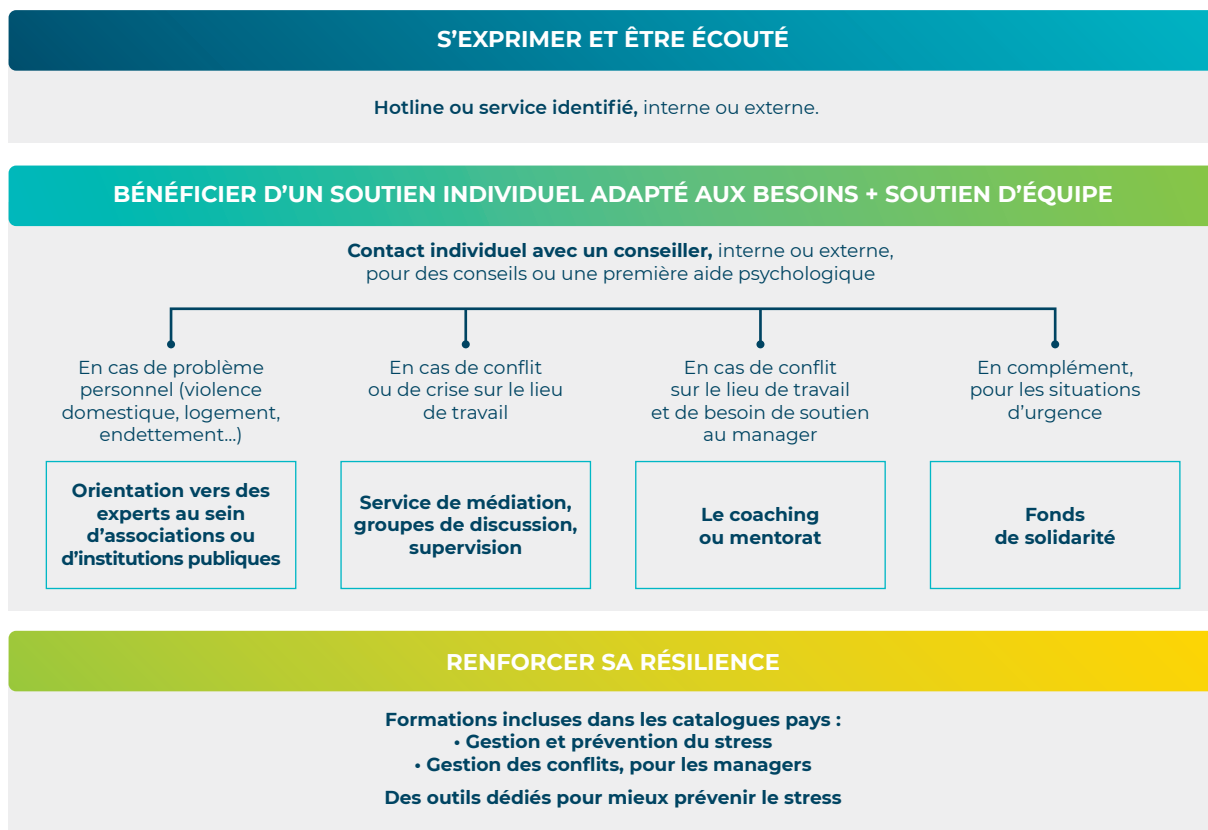 S’EXPRIMER ET ÊTRE ÉCOUTÉ
Hotline ou service identifié, interne ou externe.
BÉNÉFICIER D’UN SOUTIEN INDIVIDUEL ADAPTÉ AUX BESOINS + SOUTIEN D’ÉQUIPE
Contact individuel avec un conseiller, interne ou externe,
pour des conseils ou une première aide psychologique
En cas de problème
personnel (violence
domestique, logement,
endettement...)
Orientation vers des
experts au sein
d’associations ou
d’institutions publiques
En cas de conflit
ou de crise sur le lieu
de travail
Service de médiation,
groupes de discussion,
supervision
En cas de conflit
sur le lieu de travail
et de besoin de soutien
au manager
Le coaching
ou mentorat
En complément,
pour les situations
d’urgence
Fonds
de solidarité
RENFORCER SA RÉSILIENCE
Formations incluses dans les catalogues pays :
• Gestion et prévention du stress
• Gestion des conflits, pour les managers
Des outils dédiés pour mieux prévenir le stress